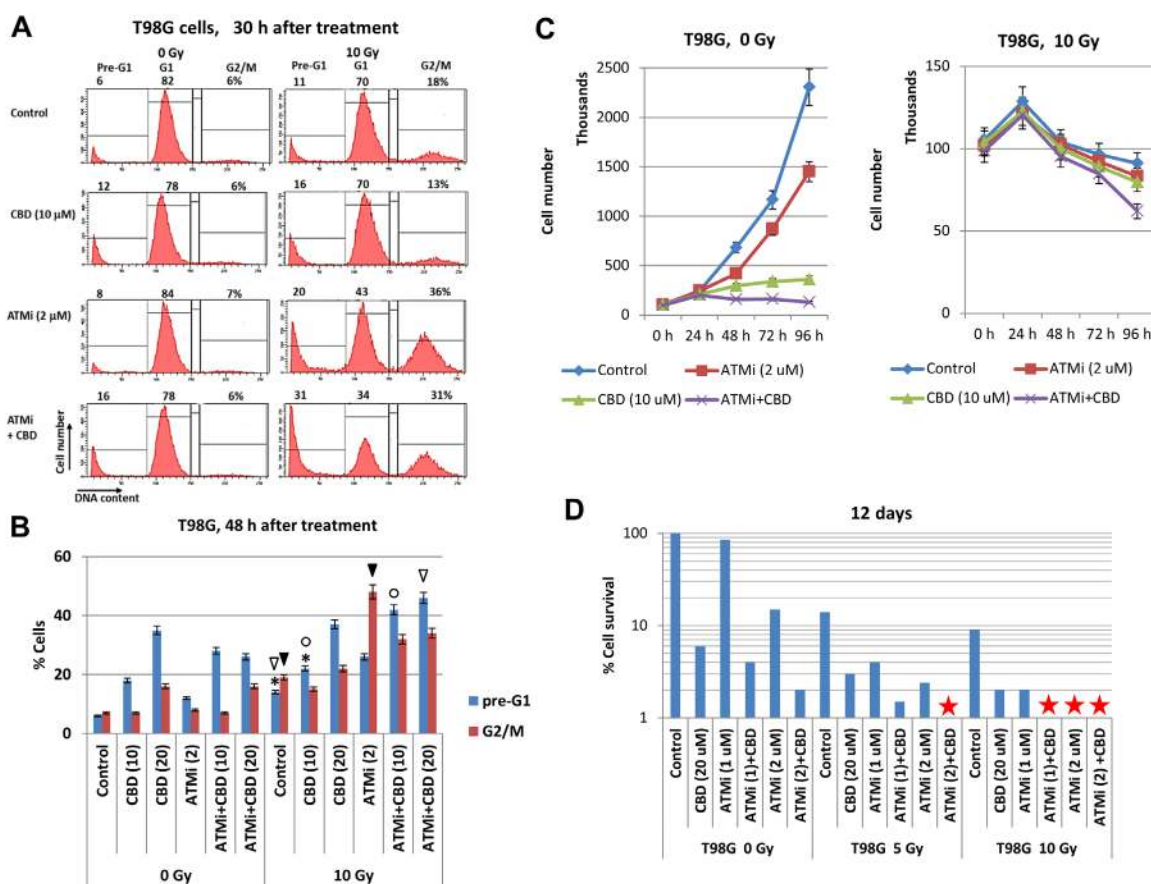 A
T98G cells, 30 h after treatment
0 Gy
10 Gy
Pre-G1 G1 G2/M
Pre-G1 G1 G2/M
6 82 6%
11 70 18%
Control
12 78 6%
16 70 13%
CBD (10 µM)
8 84 7%
20 43 36%
ATMi (2 µM)
16 78 6%
31 34 31%
ATMi
+ CBD
Cell number
DNA content
B
T98G, 48 h after treatment
% Cells
60
40
20
0
pre-G1
G2/M
Control
CBD (10)
CBD (20)
ATMi (2)
ATMi+CBD (10)
ATMi+CBD (20)
Control
CBD (10)
CBD (20)
ATMi (2)
ATMi+CBD (10)
ATMi+CBD (20)
0 Gy
10 Gy
C
T98G, 0 Gy
Thousands
Cell mumber
2500
2000
1500
1000
500
0
0 h 24 h 48 h 72 h 96 h
T98G, 10 Gy
Thousands
Cell number
150
100
50
0
0 h 24 h 48 h 72 h 96 h
Control
ATMi (2 uM)
CBD (10 uM)
ATMi+CBD
Control
ATMi (2 uM)
CBD (10 uM)
ATMi+CBD
D
12 days
% Cell survival
100
10
1
Control
CBD (20 uM)
ATMi (1 uM)
ATMi (1)+CBD
ATMi (2 uM)
ATMi (2)+CBD
Control
CBD (20 uM)
ATMi (1 uM)
ATMi (1)+CBD
ATMi (2 uM)
ATMi (2)+CBD
Control
CBD (20 uM)
ATMi (1 uM)
ATMi (1)+CBD
ATMi (2 uM)
ATMi (2) +CBD
T98G 0 Gy
T98G 5 Gy
T98G 10 Gy